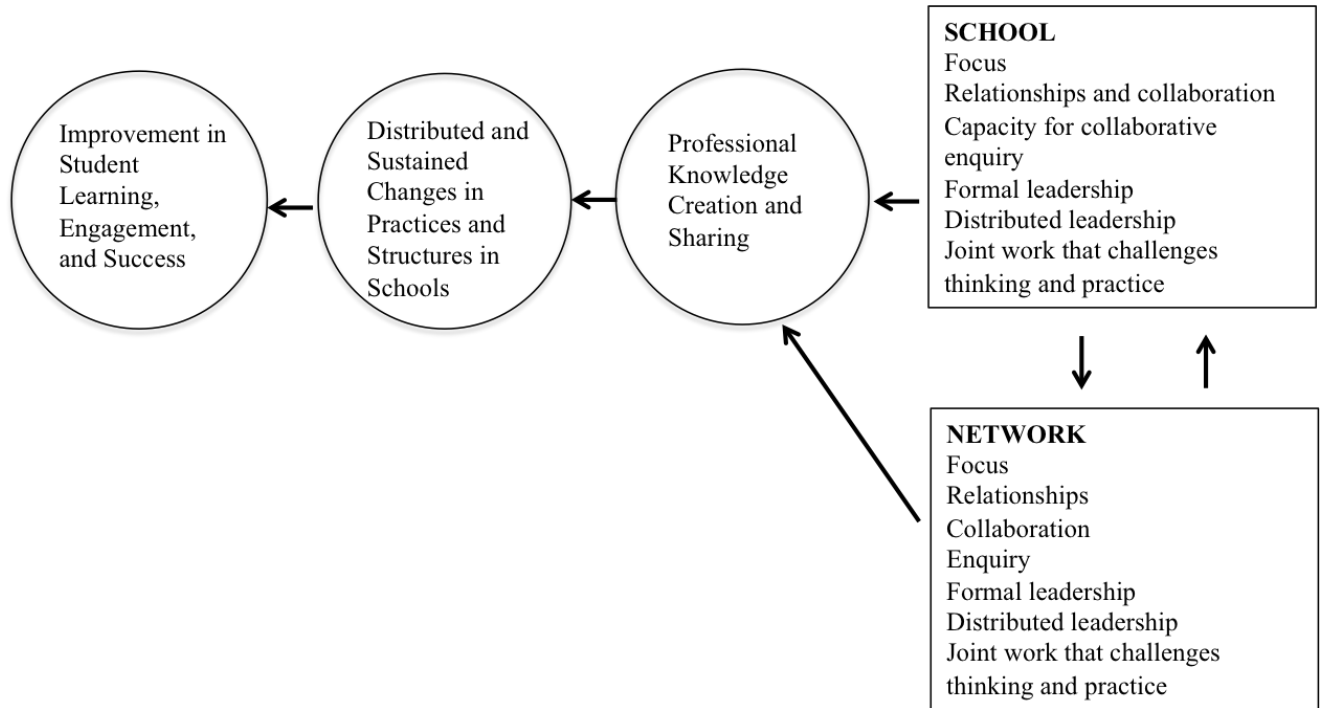 Improvement in
Student
Learning,
Engagement,
and Success
Distributed and
Sustained
Changes in
Practices and
Structures in
Schools
Professional
Knowledge
Creation and
Sharing
SCHOOL
Focus
Relationships and collaboration
Capacity for collaborative
enquiry
Formal leadership
Distributed leadership
Joint work that challenges
thinking and practice
NETWORK
Focus
Relationships
Collaboration
Enquiry
Formal leadership
Distributed leadership
Joint work that challenges
thinking and practice